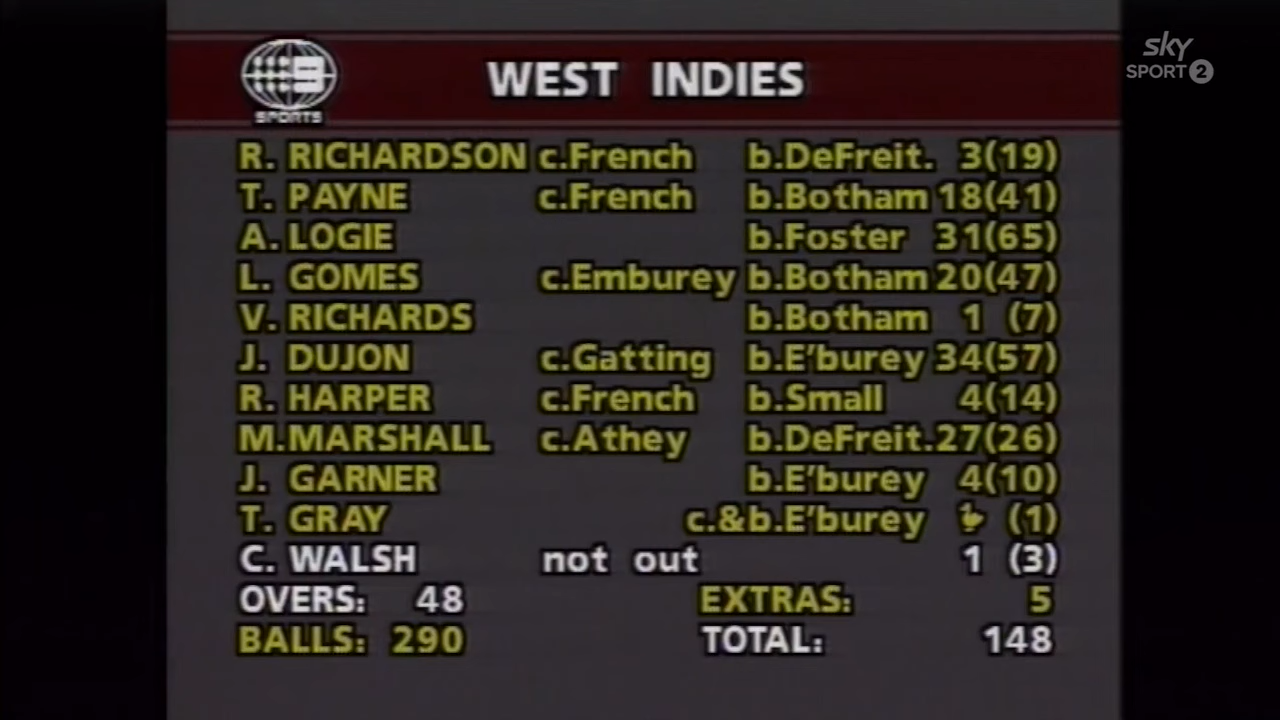 sky
SPORT 2
9
SPORTS
WEST INDIES
R. RICHARDSON c.French b.DeFreit. 3(19)
T. PAYNE c.French b.Botham 18(41)
A. LOGIE b.Foster 31(65)
L. GOMES c.Emburey b.Botham 20(47)
V. RICHARDS b.Botham 1 (7)
J. DUJON c.Gatting b.E'burey 34(57)
R. HARPER c.French b.Small 4(14)
M.MARSHALL c.Athey b.DeFreit.27(26)
J. GARNER b.E'burey 4(10)
T. GRAY c.&b.E'burey (1)
C. WALSH not out 1 (3)
OVERS: 48 EXTRAS: 5
BALLS: 290 TOTAL: 148